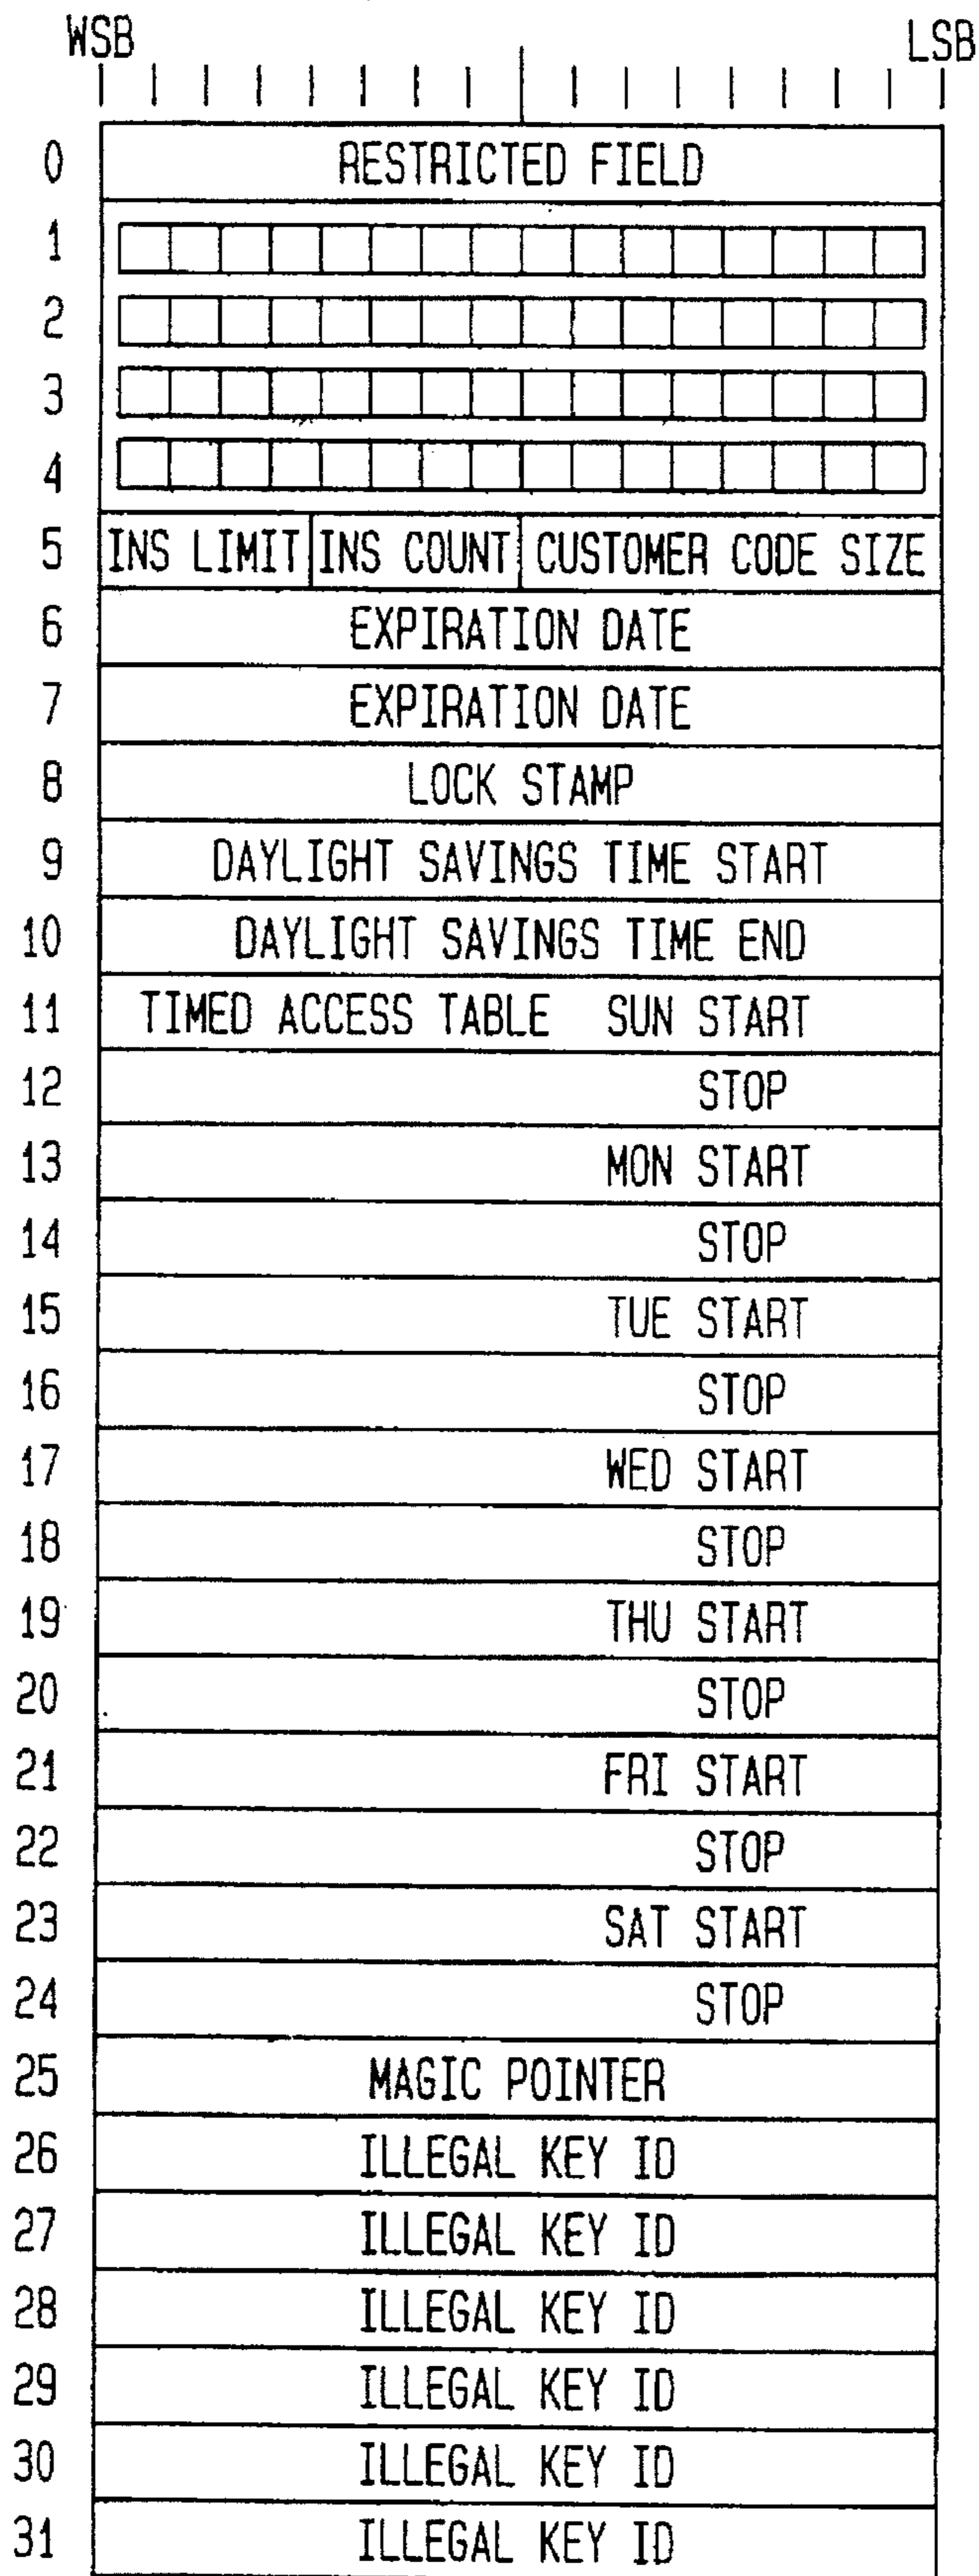 WSB LSB
0 RESTRICTED FIELD
1
2
3
4
5 INS LIMIT INS COUNT CUSTOMER CODE SIZE
6 EXPIRATION DATE
7 EXPIRATION DATE
8 LOCK STAMP
9 DAYLIGHT SAVINGS TIME START
10 DAYLIGHT SAVINGS TIME END
11 TIMED ACCESS TABLE SUN START
12 STOP
13 MON START
14 STOP
15 TUE START
16 STOP
17 WED START
18 STOP
19 THU START
20 STOP
21 FRI START
22 STOP
23 SAT START
24 STOP
25 MAGIC POINTER
26 ILLEGAL KEY ID
27 ILLEGAL KEY ID
28 ILLEGAL KEY ID
29 ILLEGAL KEY ID
30 ILLEGAL KEY ID
31 ILLEGAL KEY ID